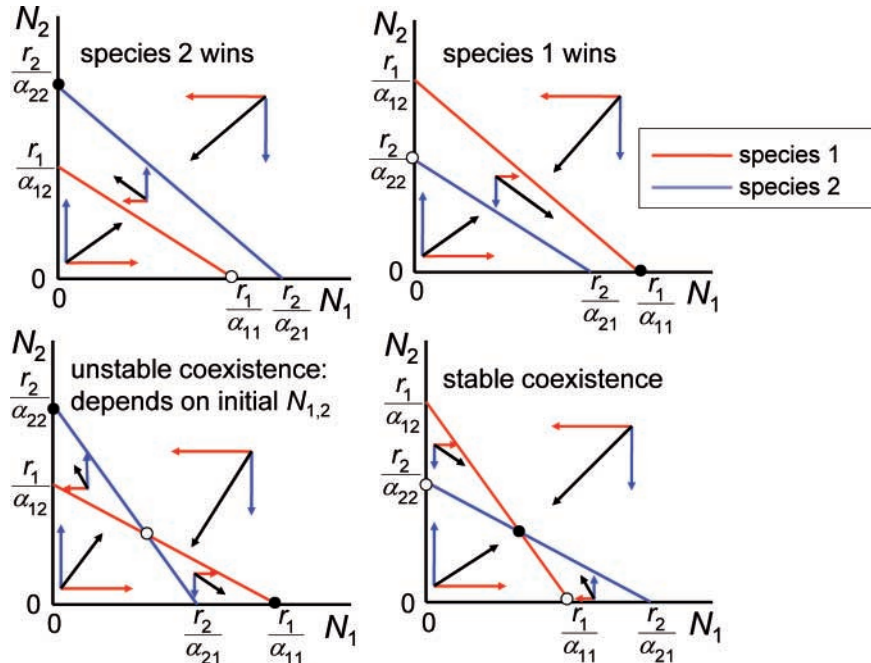 N₂
r₂/α₂₂
species 2 wins
r₁/α₁₂
0
0
r₁/α₁₁
r₂/α₂₁
N₁
N₂
r₁/α₁₂
species 1 wins
r₂/α₂₂
0
0
r₂/α₂₁
r₁/α₁₁
N₁
species 1
species 2
N₂
r₂/α₂₂
unstable coexistence:
depends on initial N₁,₂
r₁/α₁₂
0
0
r₂/α₂₁
r₁/α₁₁
N₁
N₂
r₁/α₁₂
stable coexistence
r₂/α₂₂
0
0
r₁/α₁₁
r₂/α₂₁
N₁